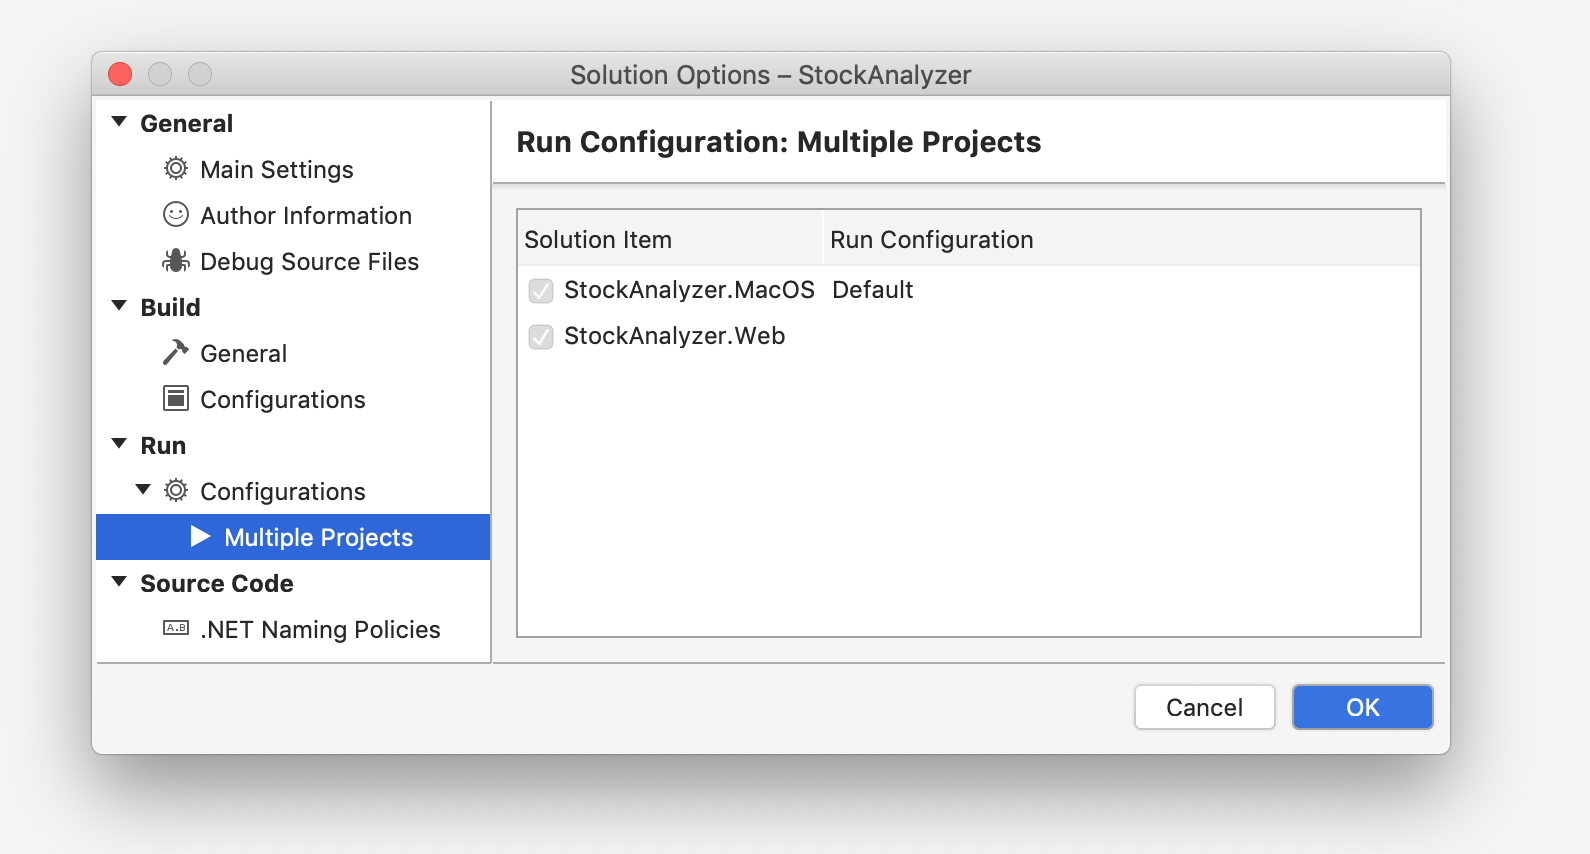 Solution Options – StockAnalyzer
General
Main Settings
Author Information
Debug Source Files
Build
General
Configurations
Run
Configurations
Multiple Projects
Source Code
A.B .NET Naming Policies
Run Configuration: Multiple Projects
Solution Item Run Configuration
StockAnalyzer.MacOS Default
StockAnalyzer.Web
Cancel OK